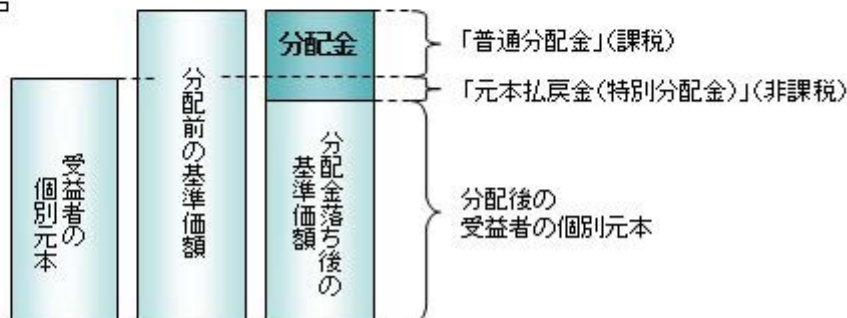 受益者の
個別元本
分配前の基準価額
分配金
分配金落ち後の
基準価額
「普通分配金」(課税)
「元本払戻金(特別分配金)」(非課税)
分配後の
受益者の個別元本